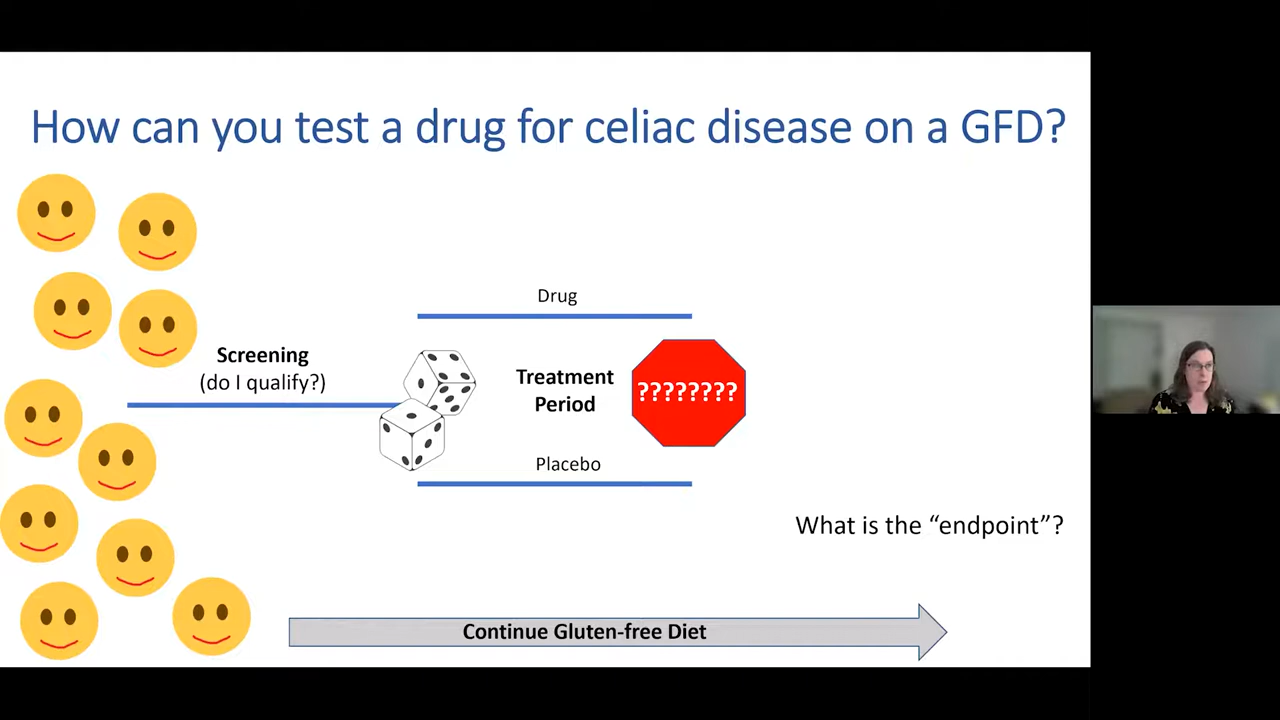 How can you test a drug for celiac disease on a GFD?
Drug
Screening
(do I qualify?)
Treatment
Period
????????
Placebo
What is the “endpoint”?
Continue Gluten-free Diet